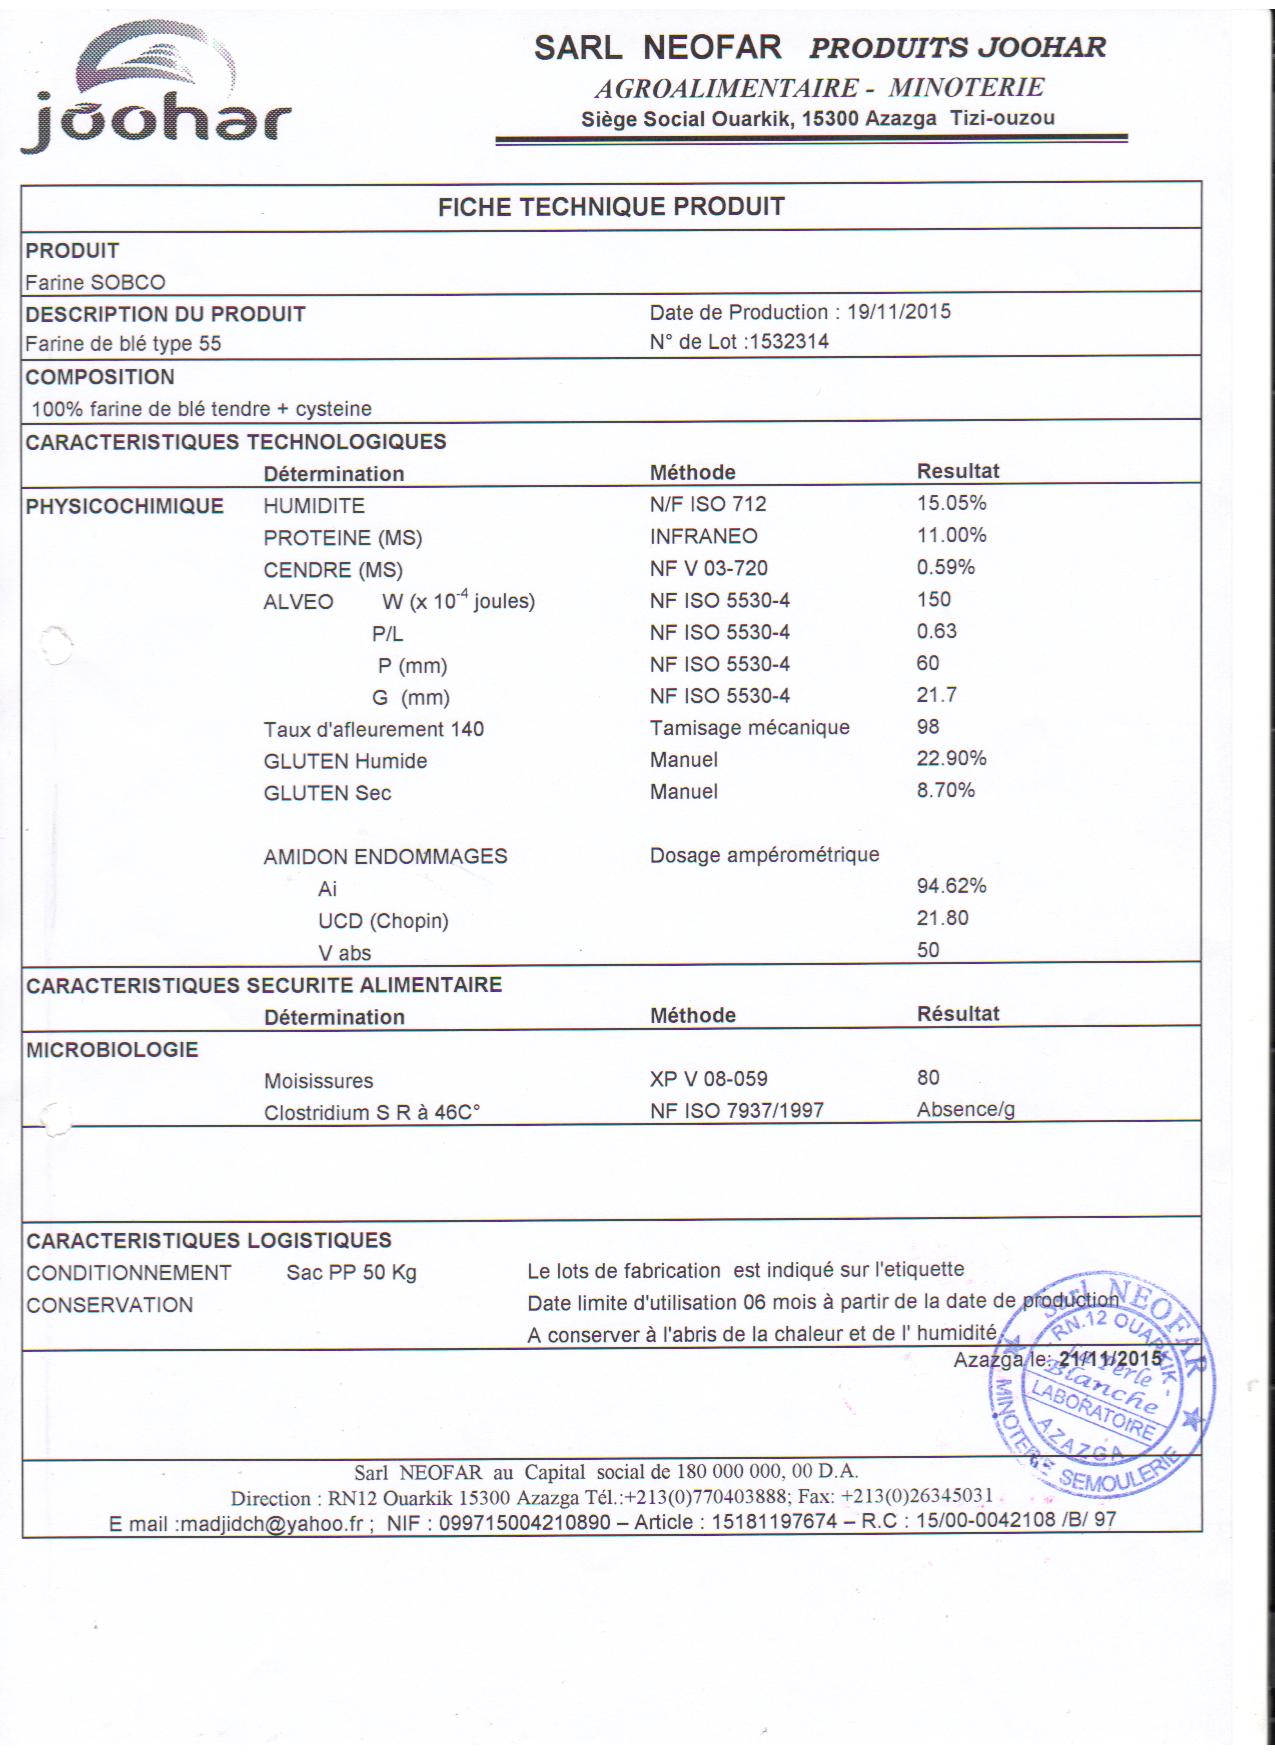 joohar
SARL NEOFAR PRODUITS JOOHAR
AGROALIMENTAIRE - MINOTERIE
Siège Social Ouarkik, 15300 Azazga Tizi-ouzou
FICHE TECHNIQUE PRODUIT
PRODUIT
Farine SOBCO
DESCRIPTION DU PRODUIT Date de Production : 19/11/2015
Farine de blé type 55 N° de Lot :1532314
COMPOSITION
100% farine de blé tendre + cysteine
CARACTERISTIQUES TECHNOLOGIQUES
Détermination Méthode Resultat
PHYSICOCHIMIQUE HUMIDITE N/F ISO 712 15.05%
PROTEINE (MS) INFRANEO 11.00%
CENDRE (MS) NF V 03-720 0.59%
ALVEO W (x 10-4 joules) NF ISO 5530-4 150
P/L NF ISO 5530-4 0.63
P (mm) NF ISO 5530-4 60
G (mm) NF ISO 5530-4 21.7
Taux d'afleurement 140 Tamisage mécanique 98
GLUTEN Humide Manuel 22.90%
GLUTEN Sec Manuel 8.70%
AMIDON ENDOMMAGES Dosage ampérométrique
Ai 94.62%
UCD (Chopin) 21.80
V abs 50
CARACTERISTIQUES SECURITE ALIMENTAIRE
Détermination Méthode Résultat
MICROBIOLOGIE
Moisissures XP V 08-059 80
Clostridium S R à 46C° NF ISO 7937/1997 Absence/g
CARACTERISTIQUES LOGISTIQUES
CONDITIONNEMENT Sac PP 50 Kg Le lots de fabrication est indiqué sur l'etiquette
CONSERVATION Date limite d'utilisation 06 mois à partir de la date de production
A conserver à l'abris de la chaleur et de l' humidité.
Azazga le: 21/11/2015
Sarl NEOFAR
RN.12 OUARKIK -
La Perle
Blanche
LABORATOIRE
AZAZGA
MINOTERIE SEMOULERIE
Sarl NEOFAR au Capital social de 180 000 000, 00 D.A.
Direction : RN12 Ouarkik 15300 Azazga Tél.:+213(0)770403888; Fax: +213(0)26345031
E mail :madjidch@yahoo.fr ; NIF : 099715004210890 – Article : 15181197674 – R.C : 15/00-0042108 /B/ 97